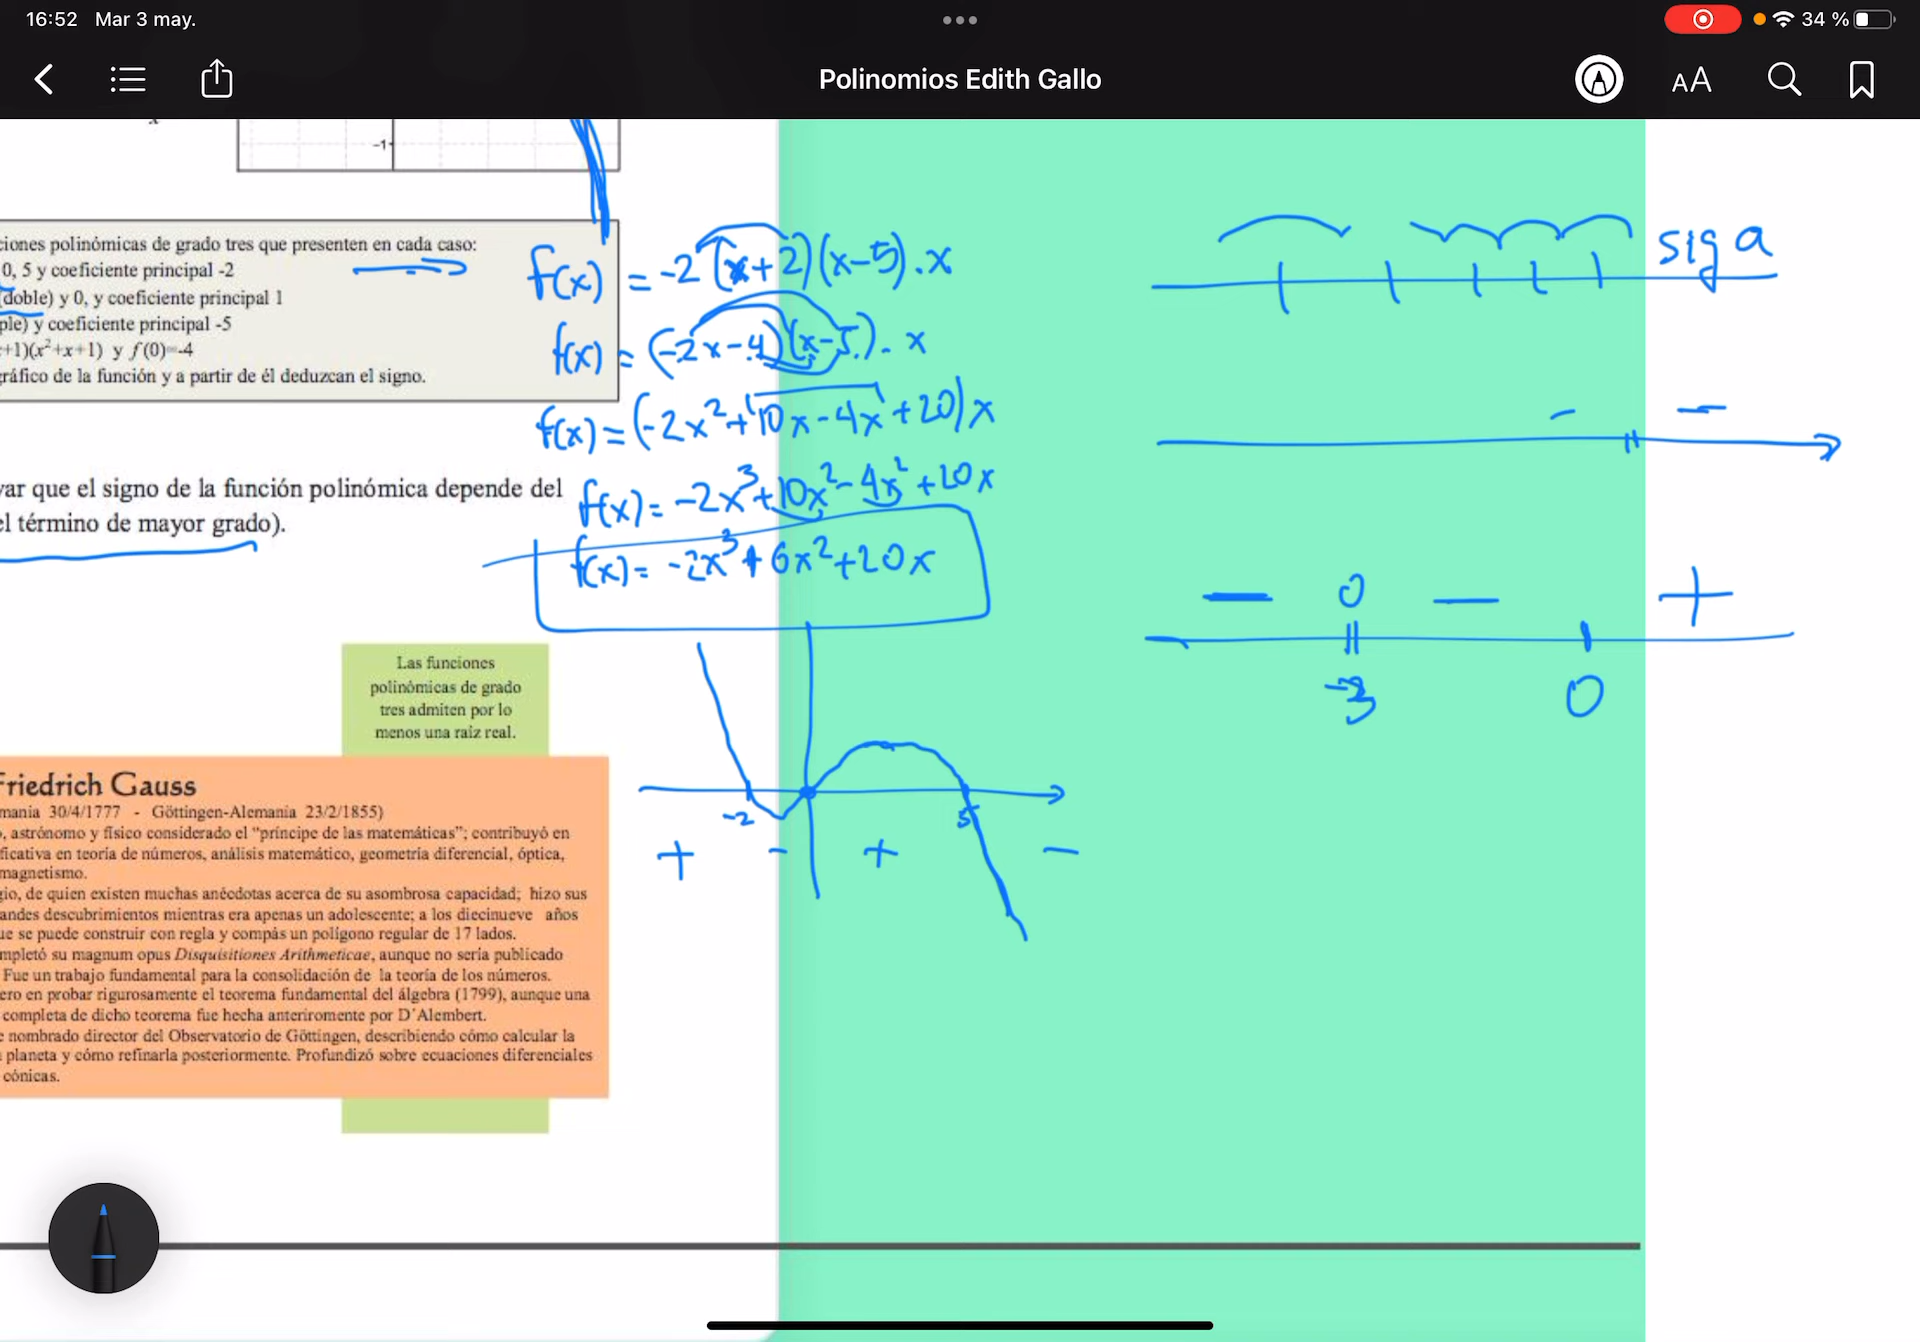 16:52 Mar 3 may.
34 %
Polinomios Edith Gallo
AA
-1
ciones polinómicas de grado tres que presenten en cada caso:
0, 5 y coeficiente principal -2
(doble) y 0, y coeficiente principal 1
ple) y coeficiente principal -5
+1)(x²+x+1) y f(0)=-4
gráfico de la función y a partir de él deduzcan el signo.
var que el signo de la función polinómica depende del
el término de mayor grado).
f(x) = -2(x+2)(x-5).x
f(x) = (-2x-4)(x-5).x
f(x) = (-2x²+10x-4x+20)x
f(x) = -2x³+10x²-4x²+20x
f(x) = -2x³+6x²+20x
-2
5
+ - + -
sig a
- -
- 0 - +
-3 0
Las funciones
polinómicas de grado
tres admiten por lo
menos una raíz real.
Friedrich Gauss
mania 30/4/1777 - Göttingen-Alemania 23/2/1855)
o, astrónomo y físico considerado el "príncipe de las matemáticas"; contribuyó en
ficativa en teoría de números, análisis matemático, geometría diferencial, óptica,
magnetismo.
gio, de quien existen muchas anécdotas acerca de su asombrosa capacidad; hizo sus
andes descubrimientos mientras era apenas un adolescente; a los diecinueve años
ue se puede construir con regla y compás un polígono regular de 17 lados.
mpletó su magnum opus Disquisitiones Arithmeticae, aunque no sería publicado
Fue un trabajo fundamental para la consolidación de la teoría de los números.
ero en probar rigurosamente el teorema fundamental del álgebra (1799), aunque una
completa de dicho teorema fue hecha anteriromente por D'Alembert.
e nombrado director del Observatorio de Göttingen, describiendo cómo calcular la
planeta y cómo refinarla posteriormente. Profundizó sobre ecuaciones diferenciales
cónicas.